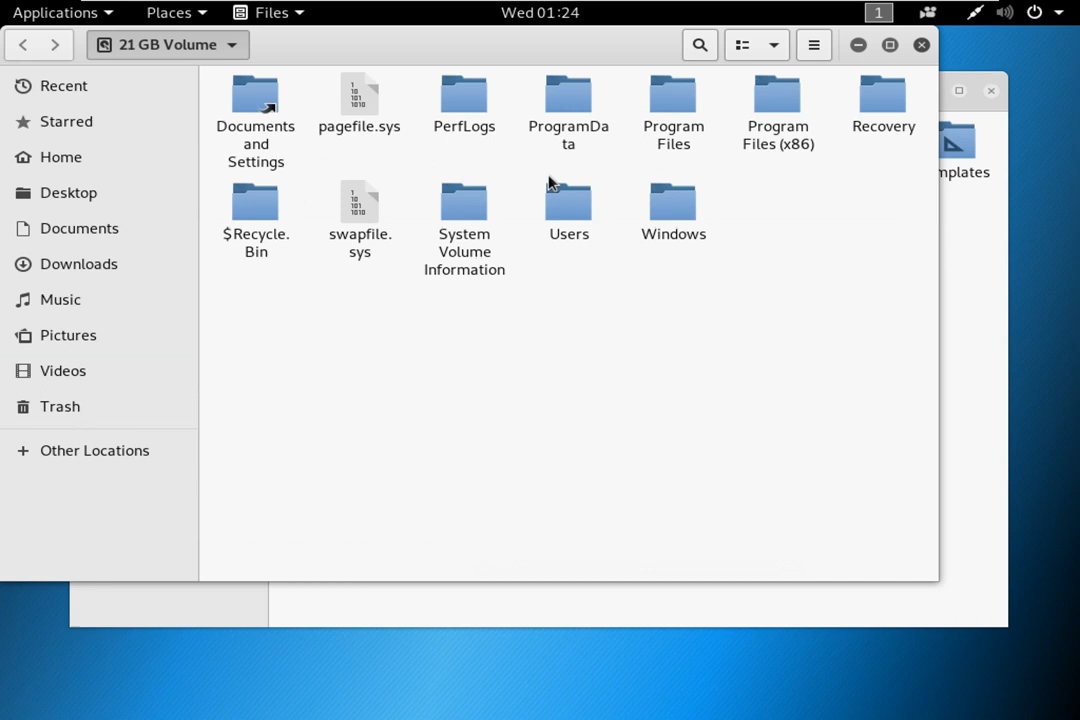 Applications Places Files Wed 01:24 1
21 GB Volume
Recent
Starred
Home
Desktop
Documents
Downloads
Music
Pictures
Videos
Trash
Other Locations
Documents and Settings
pagefile.sys
PerfLogs
ProgramDa
ta
Program Files
Program Files (x86)
Recovery
$Recycle.
Bin
swapfile.
sys
System Volume Information
Users
Windows
mplates